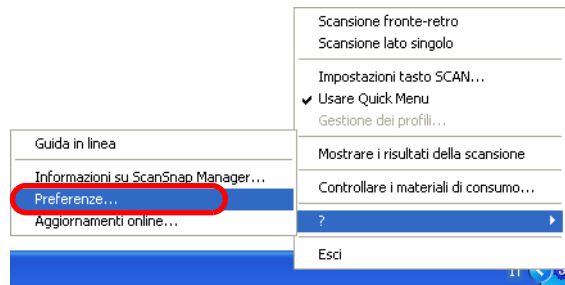 Scansione fronte-retro
Scansione lato singolo
Impostazioni tasto SCAN...
Usare Quick Menu
Gestione dei profili...
Mostrare i risultati della scansione
Controllare i materiali di consumo...
?
Esci
Guida in linea
Informazioni su ScanSnap Manager...
Preferenze...
Aggiornamenti online...
IT